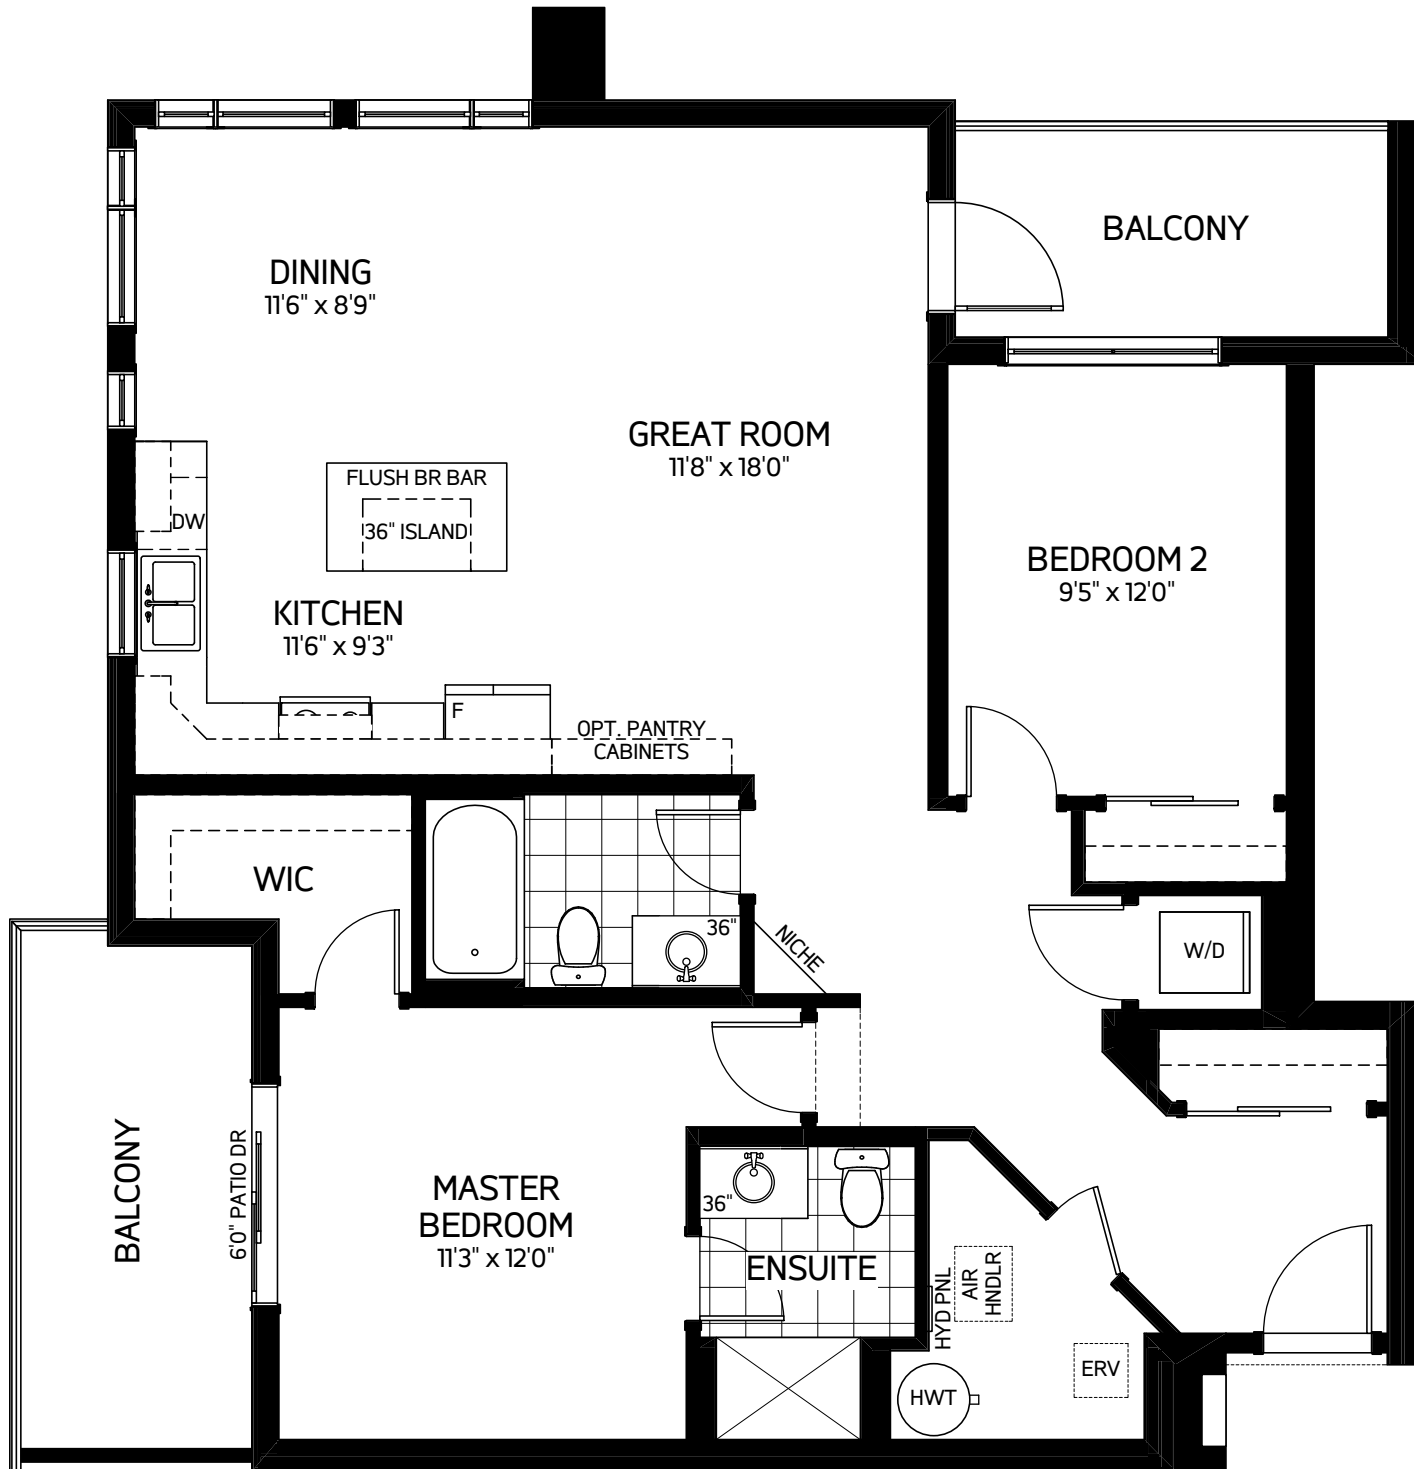 BALCONY
DINING
11'6" x 8'9"
GREAT ROOM
11'8" x 18'0"
FLUSH BR BAR
36" ISLAND
DW
BEDROOM 2
9'5" x 12'0"
KITCHEN
11'6" x 9'3"
F
OPT. PANTRY
CABINETS
WIC
36"
NICHE
W/D
BALCONY
6'0" PATIO DR
MASTER
BEDROOM
11'3" x 12'0"
36"
ENSUITE
HYD PNL
AIR
HNDLR
ERV
HWT